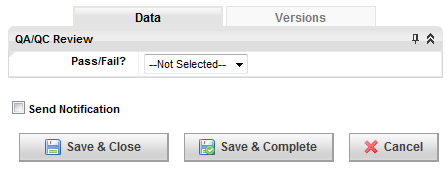 Data Versions
QA/QC Review
Pass/Fail? --Not Selected--
Send Notification
Save & Close Save & Complete Cancel